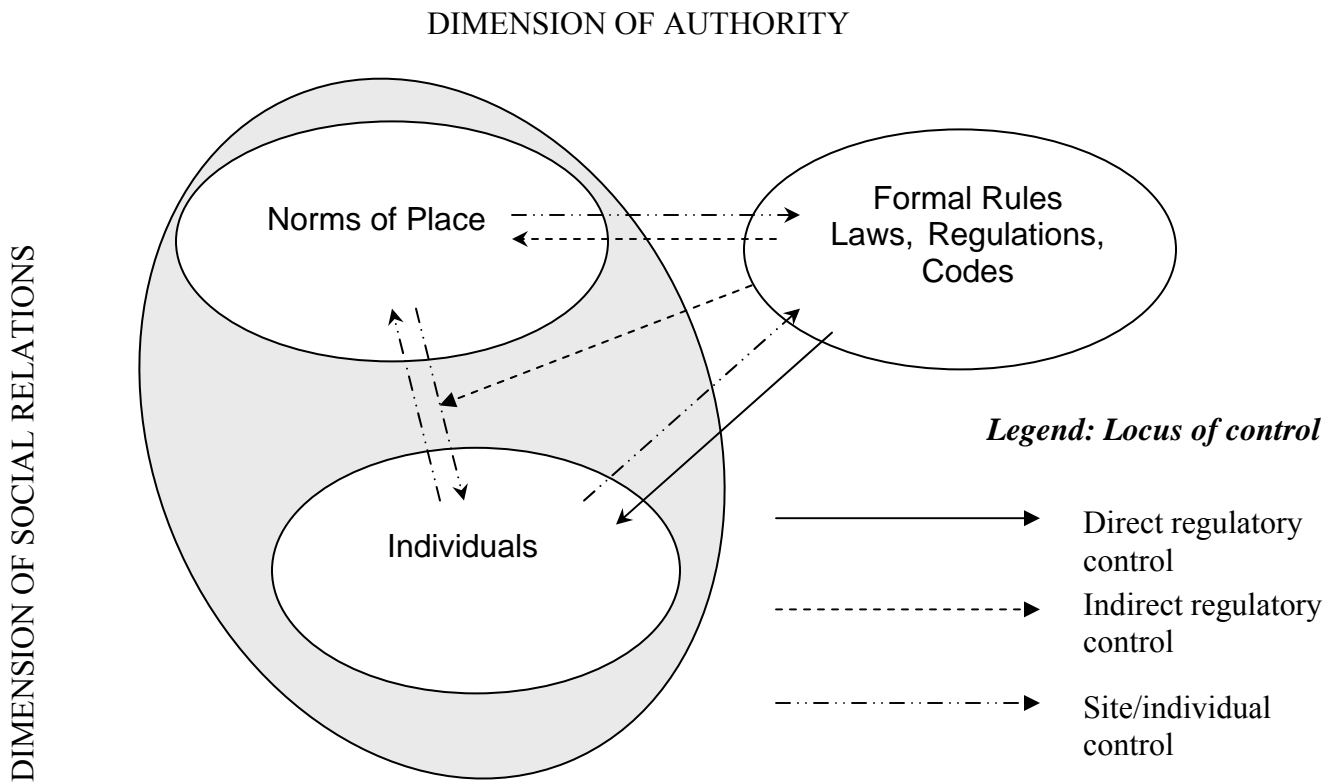 DIMENSION OF AUTHORITY
DIMENSION OF SOCIAL RELATIONS
Norms of Place
Formal Rules
Laws, Regulations,
Codes
Individuals
Legend: Locus of control
Direct regulatory
control
Indirect regulatory
control
Site/individual
control